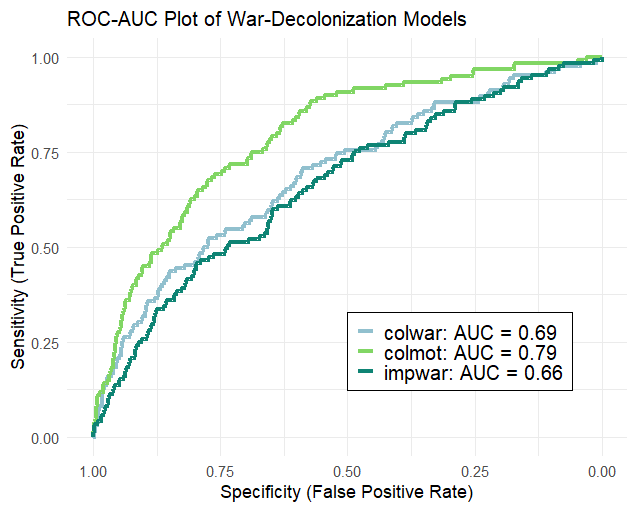 ROC-AUC Plot of War-Decolonization Models
Sensitivity (True Positive Rate)
1.00
0.75
0.50
0.25
0.00
colwar: AUC = 0.69
colmot: AUC = 0.79
impwar: AUC = 0.66
1.00 0.75 0.50 0.25 0.00
Specificity (False Positive Rate)